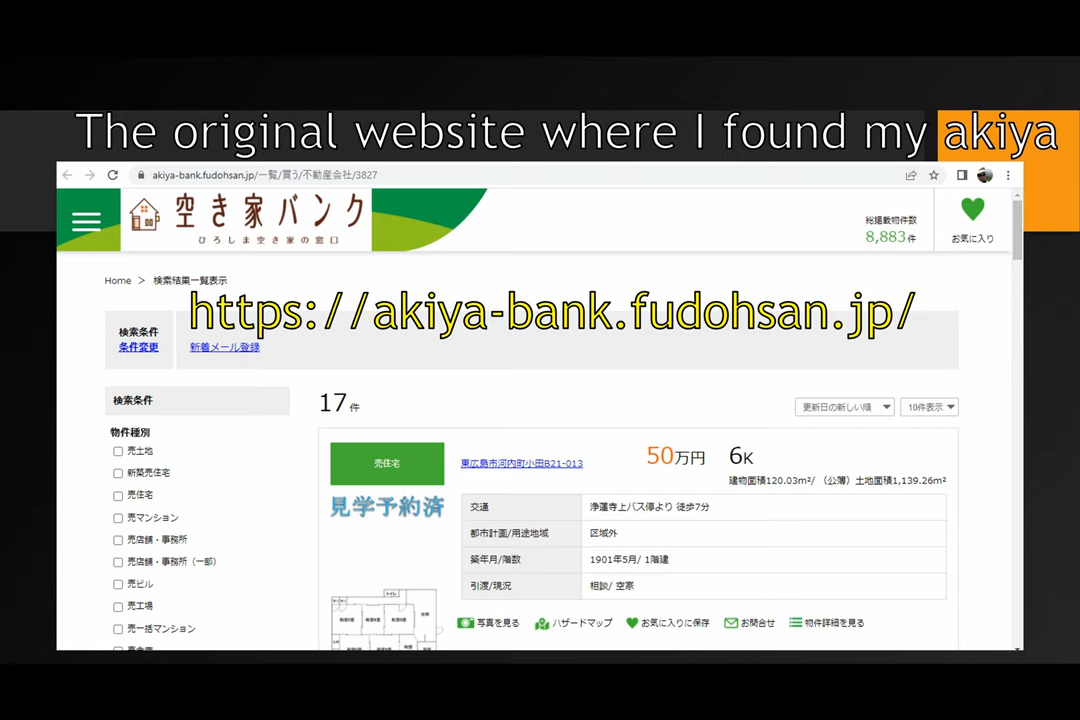 The original website where I found my akiya
akiya-bank.fudohsan.jp/一覧/買う/不動産会社/3827
空き家バンク
ひろしま空き家の窓口
総掲載物件数
8,883件
お気に入り
Home > 検索結果一覧表示
https://akiya-bank.fudohsan.jp/
検索条件
条件変更
新着メール登録
検索条件
17件
更新日の新しい順
10件表示
物件種別
売土地
新築売住宅
売住宅
売マンション
売店舗・事務所
売店舗・事務所（一部）
売ビル
売工場
売一括マンション
売住宅
東広島市河内町小田B21-013
50万円
6K
建物面積120.03m²/ （公簿）土地面積1,139.26m²
見学予約済
交通 浄蓮寺上バス停より 徒歩7分
都市計画/用途地域 区域外
築年月/階数 1901年5月/ 1階建
引渡/現況 相談/ 空家
写真を見る ハザードマップ お気に入りに保存 お問合せ 物件詳細を見る